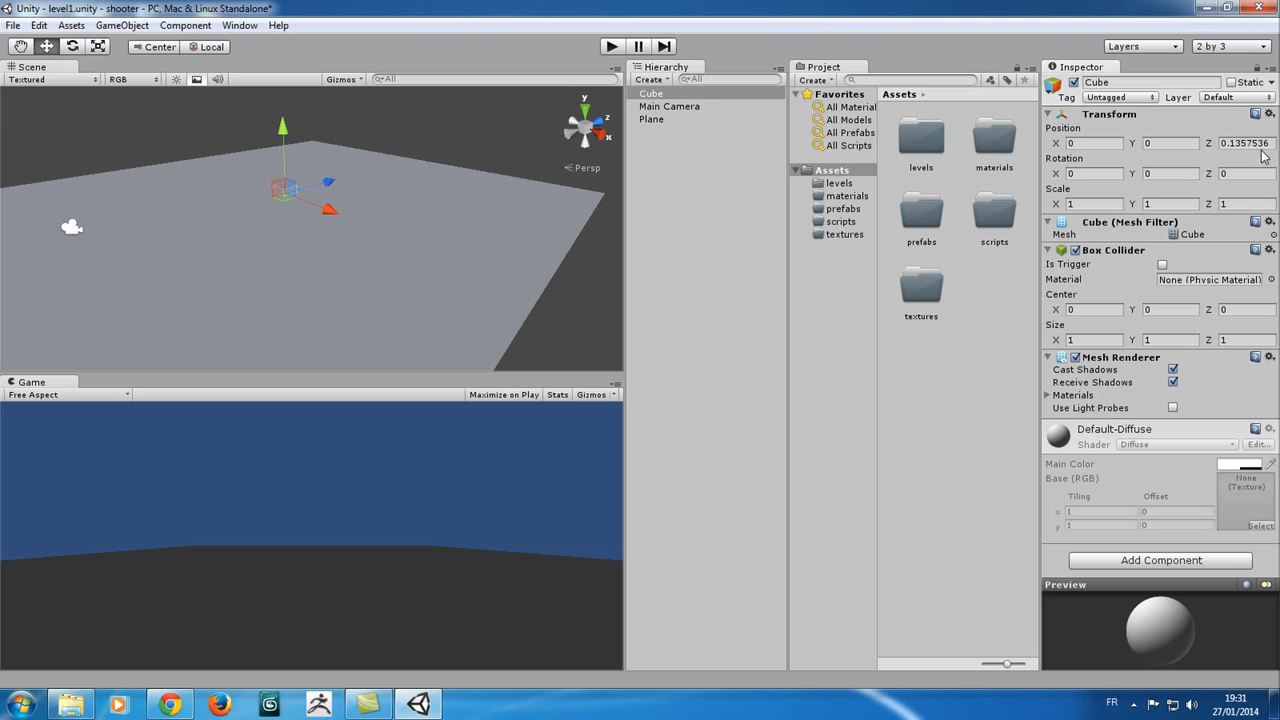 Unity - level1.unity - shooter - PC, Mac & Linux Standalone*
File Edit Assets GameObject Component Window Help
Center Local Layers 2 by 3
Scene
Textured RGB Gizmos All
y
z
x
Persp
Game
Free Aspect Maximize on Play Stats Gizmos
Hierarchy
Create All
Cube
Main Camera
Plane
Project
Create
Favorites
All Material
All Models
All Prefabs
All Scripts
Assets
levels
materials
prefabs
scripts
textures
Assets
levels materials
prefabs scripts
textures
Inspector
Cube Static
Tag Untagged Layer Default
Transform
Position
X 0 Y 0 Z 0.1357536
Rotation
X 0 Y 0 Z 0
Scale
X 1 Y 1 Z 1
Cube (Mesh Filter)
Mesh Cube
Box Collider
Is Trigger
Material None (Physic Material)
Center
X 0 Y 0 Z 0
Size
X 1 Y 1 Z 1
Mesh Renderer
Cast Shadows
Receive Shadows
Materials
Use Light Probes
Default-Diffuse
Shader Diffuse Edit...
Main Color
Base (RGB) None
(Texture)
Tiling Offset
x 1 0
y 1 0
Select
Add Component
Preview
FR 19:31
27/01/2014